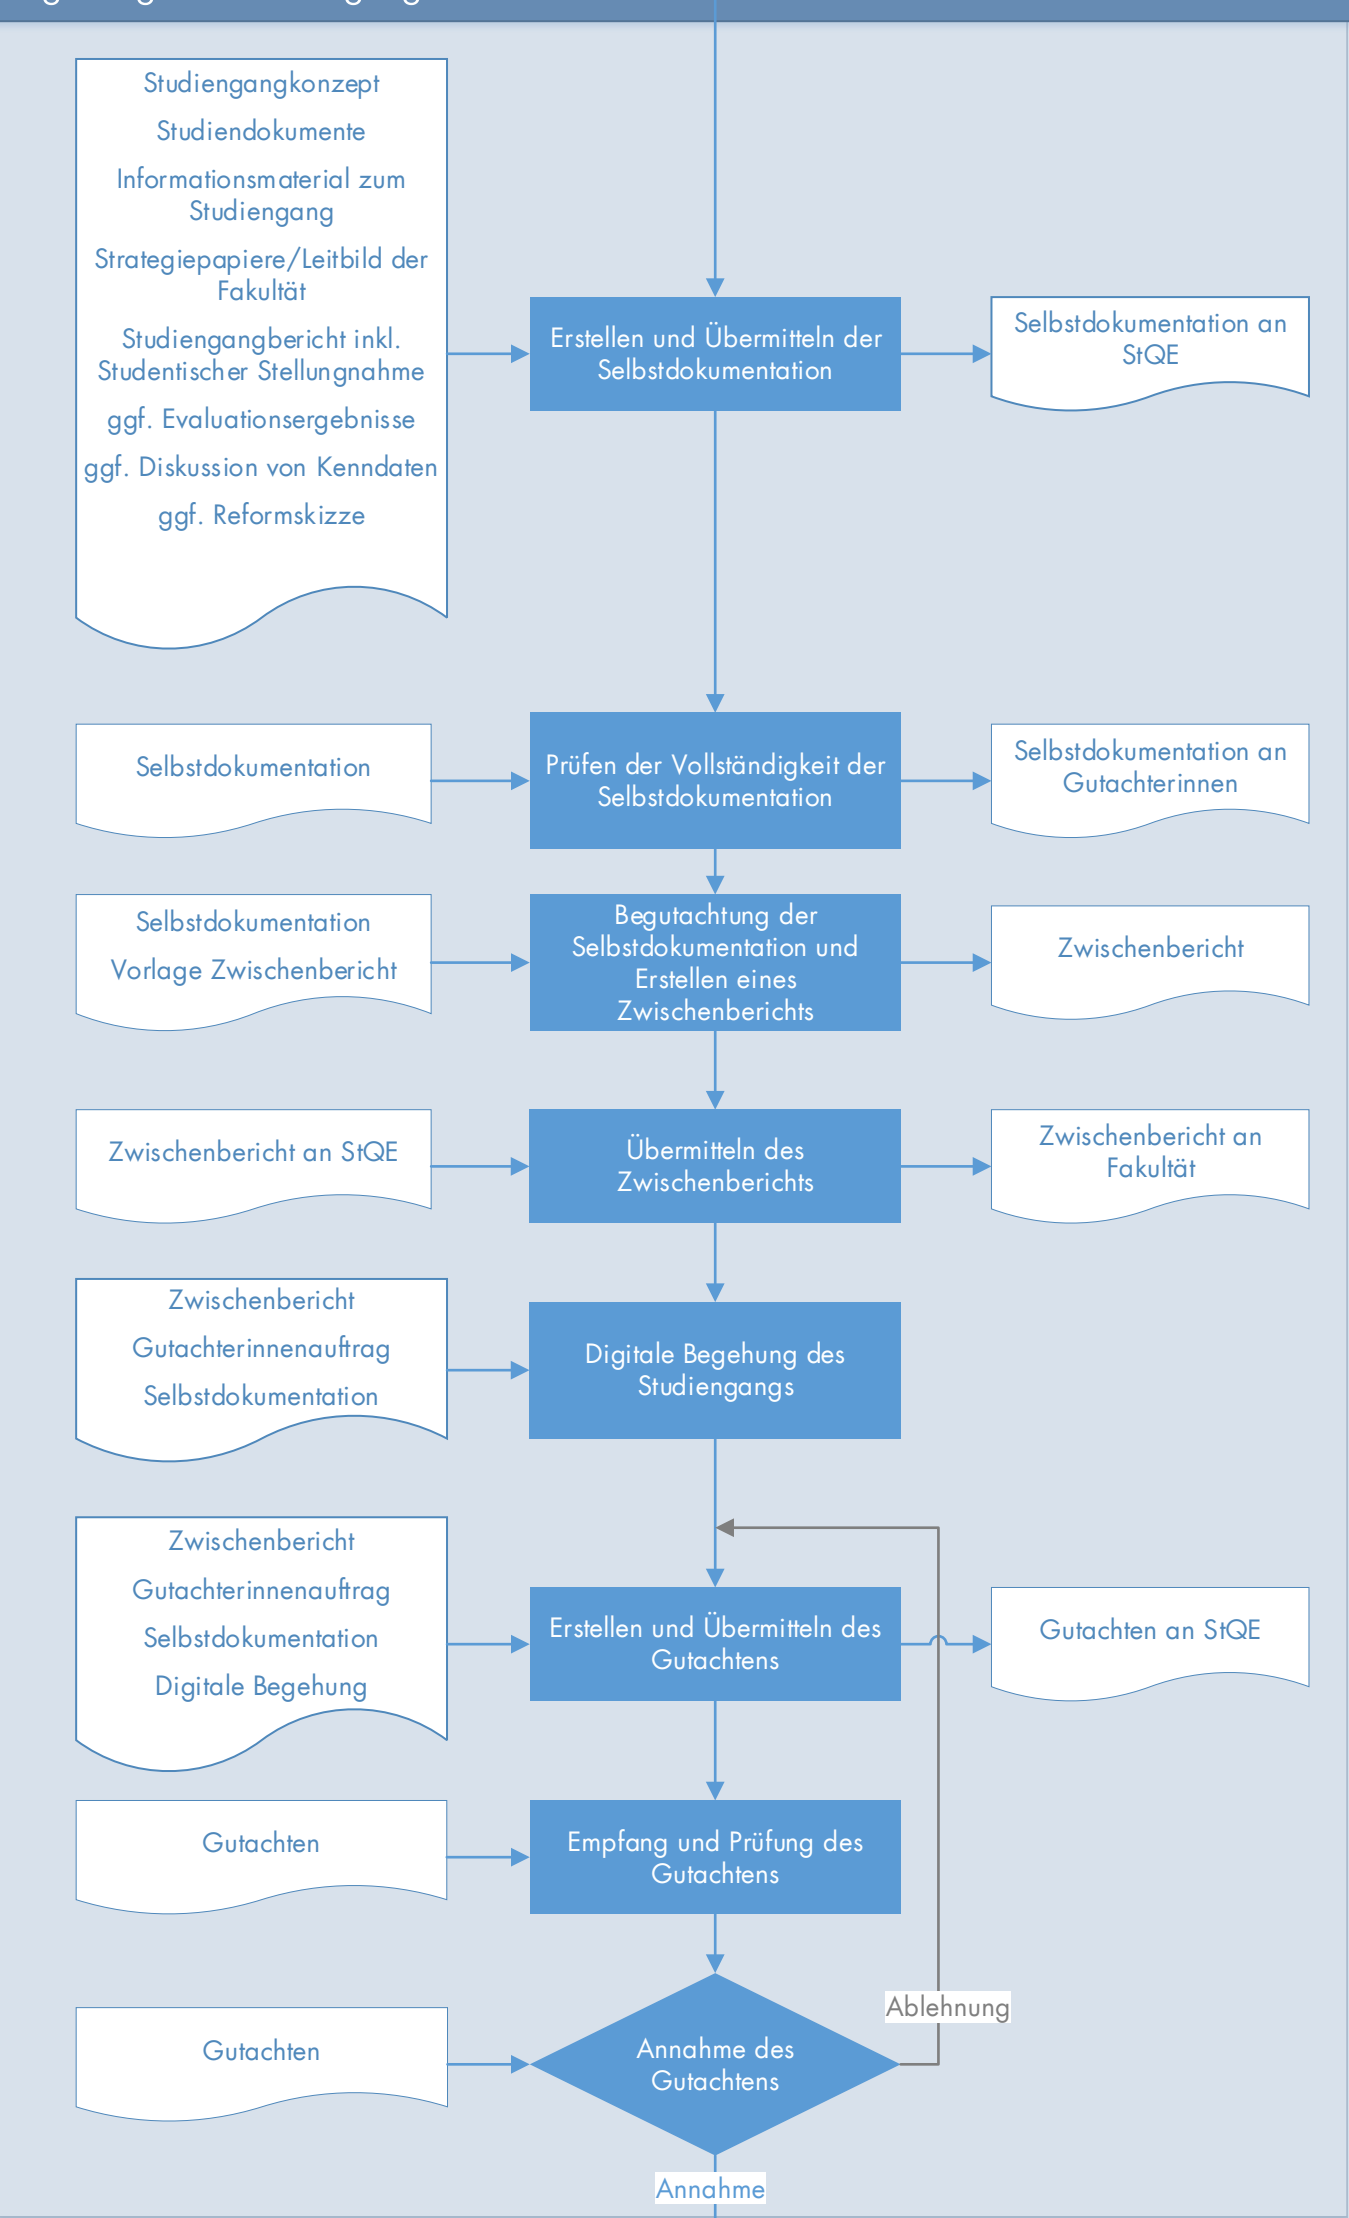 Studiengangkonzept
Studiendokumente
Informationsmaterial zum
Studiengang
Strategiepapiere/Leitbild der
Fakultät
Studiengangbericht inkl.
Studentischer Stellungnahme
ggf. Evaluationsergebnisse
ggf. Diskussion von Kenndaten
ggf. Reformskizze
Erstellen und Übermitteln der
Selbstdokumentation
Selbstdokumentation an
StQE
Selbstdokumentation
Prüfen der Vollständigkeit der
Selbstdokumentation
Selbstdokumentation an
Gutachterinnen
Selbstdokumentation
Vorlage Zwischenbericht
Begutachtung der
Selbstdokumentation und
Erstellen eines
Zwischenberichts
Zwischenbericht
Zwischenbericht an StQE
Übermitteln des
Zwischenberichts
Zwischenbericht an
Fakultät
Zwischenbericht
Gutachterinnenauftrag
Selbstdokumentation
Digitale Begehung des
Studiengangs
Zwischenbericht
Gutachterinnenauftrag
Selbstdokumentation
Digitale Begehung
Erstellen und Übermitteln des
Gutachtens
Gutachten an StQE
Gutachten
Empfang und Prüfung des
Gutachtens
Ablehnung
Gutachten
Annahme des
Gutachtens
Annahme